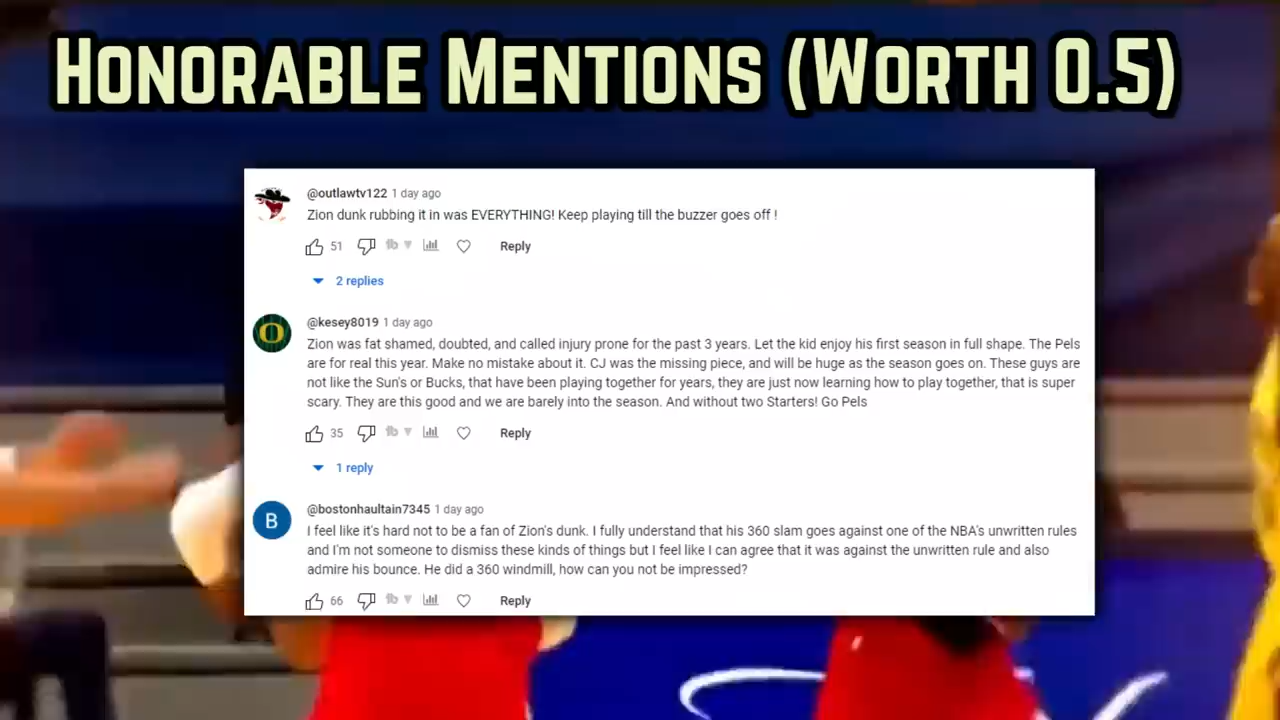 HONORABLE MENTIONS (WORTH 0.5)
@outlawtv122 1 day ago
Zion dunk rubbing it in was EVERYTHING! Keep playing till the buzzer goes off !
51 Reply
2 replies
O
@kesey8019 1 day ago
Zion was fat shamed, doubted, and called injury prone for the past 3 years. Let the kid enjoy his first season in full shape. The Pels
are for real this year. Make no mistake about it. CJ was the missing piece, and will be huge as the season goes on. These guys are
not like the Sun's or Bucks, that have been playing together for years, they are just now learning how to play together, that is super
scary. They are this good and we are barely into the season. And without two Starters! Go Pels
35 Reply
1 reply
B
@bostonhaultain7345 1 day ago
I feel like it's hard not to be a fan of Zion's dunk. I fully understand that his 360 slam goes against one of the NBA's unwritten rules
and I'm not someone to dismiss these kinds of things but I feel like I can agree that it was against the unwritten rule and also
admire his bounce. He did a 360 windmill, how can you not be impressed?
66 Reply